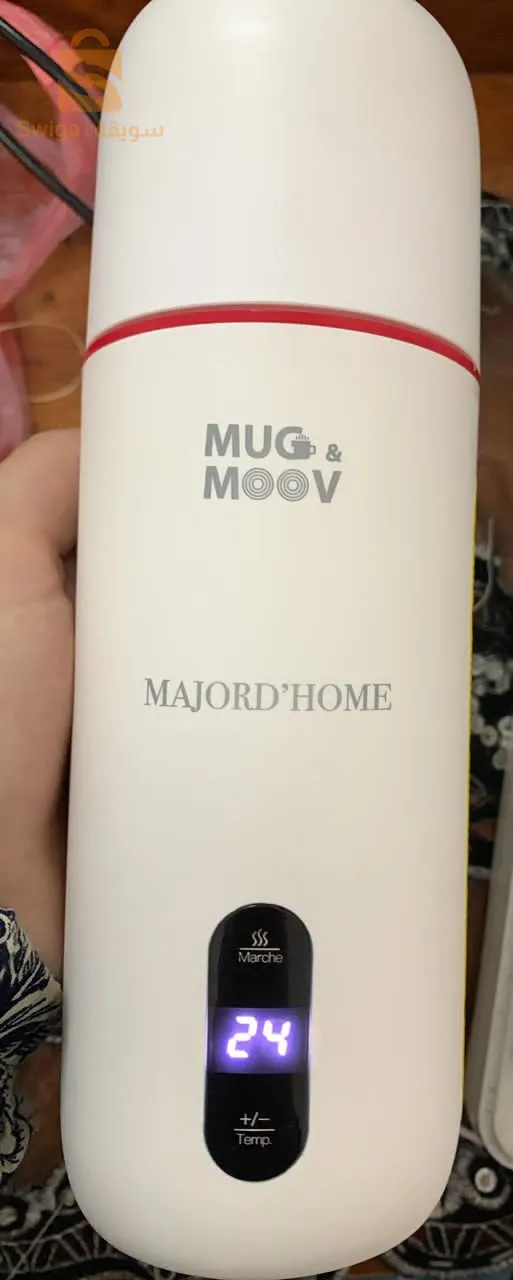 Swiga سويقة
MUG &
MOOV
MAJORD'HOME
Marche
24
+/-
Temp.